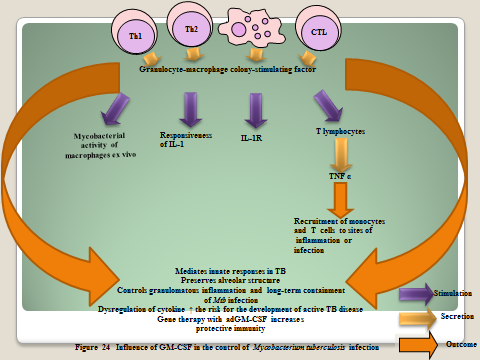 Th1
Th2
CTL
Granulocyte-macrophage colony-stimulating factor
Mycobacterial
activity of
macrophages ex vivo
Responsiveness
of IL-1
IL-1R
T lymphocytes
TNF α
Recruitment of monocytes
and T cells to sites of
inflammation or
infection
Mediates innate responses in TB
Preserves alveolar structure
Controls granulomatous inflammation and long-term containment
of Mtb infection
Dysregulation of cytokine ↑ the risk for the development of active TB disease
Gene therapy with adGM-CSF increases
protective immunity
Stimulation
Secretion
Outcome
Figure 24 Influence of GM-CSF in the control of Mycobacterium tuberculosis infection